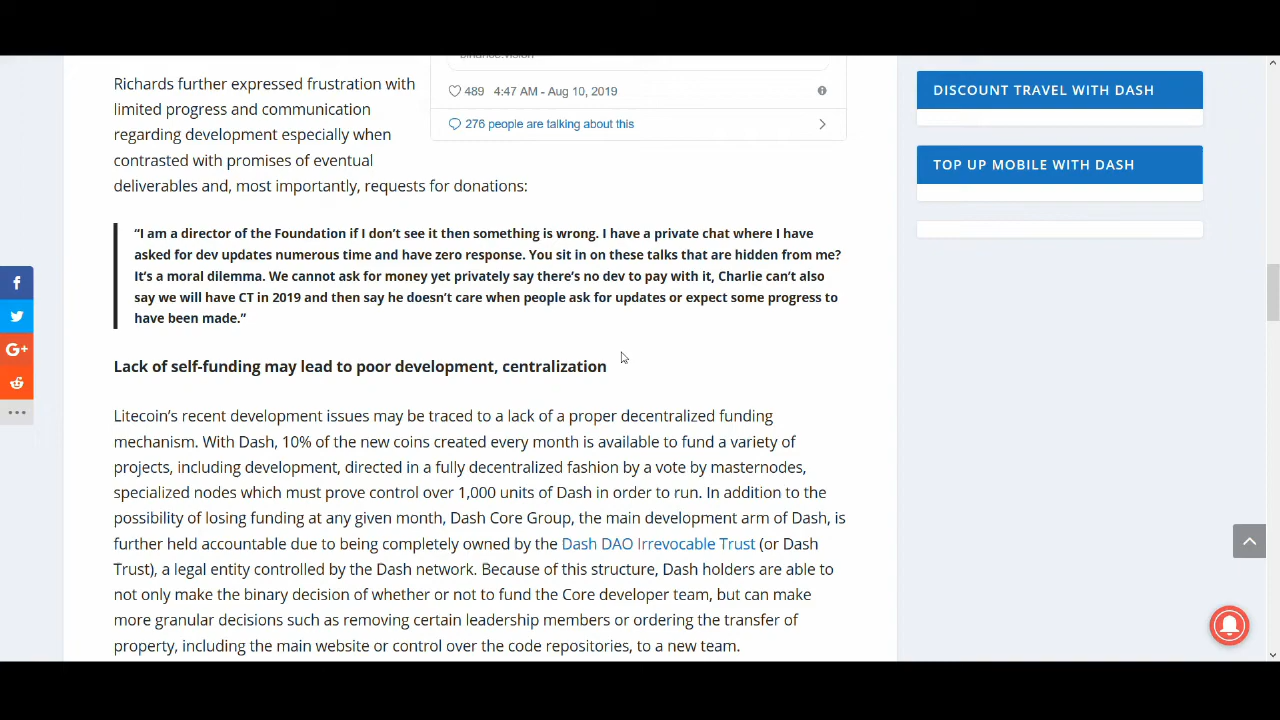 binance.vision
Richards further expressed frustration with
limited progress and communication
regarding development especially when
contrasted with promises of eventual
deliverables and, most importantly, requests for donations:
489 4:47 AM - Aug 10, 2019
276 people are talking about this
“I am a director of the Foundation if I don’t see it then something is wrong. I have a private chat where I have
asked for dev updates numerous time and have zero response. You sit in on these talks that are hidden from me?
It’s a moral dilemma. We cannot ask for money yet privately say there’s no dev to pay with it, Charlie can’t also
say we will have CT in 2019 and then say he doesn’t care when people ask for updates or expect some progress to
have been made.”
Lack of self-funding may lead to poor development, centralization
Litecoin’s recent development issues may be traced to a lack of a proper decentralized funding
mechanism. With Dash, 10% of the new coins created every month is available to fund a variety of
projects, including development, directed in a fully decentralized fashion by a vote by masternodes,
specialized nodes which must prove control over 1,000 units of Dash in order to run. In addition to the
possibility of losing funding at any given month, Dash Core Group, the main development arm of Dash, is
further held accountable due to being completely owned by the Dash DAO Irrevocable Trust (or Dash
Trust), a legal entity controlled by the Dash network. Because of this structure, Dash holders are able to
not only make the binary decision of whether or not to fund the Core developer team, but can make
more granular decisions such as removing certain leadership members or ordering the transfer of
property, including the main website or control over the code repositories, to a new team.
DISCOUNT TRAVEL WITH DASH
TOP UP MOBILE WITH DASH
f
G+